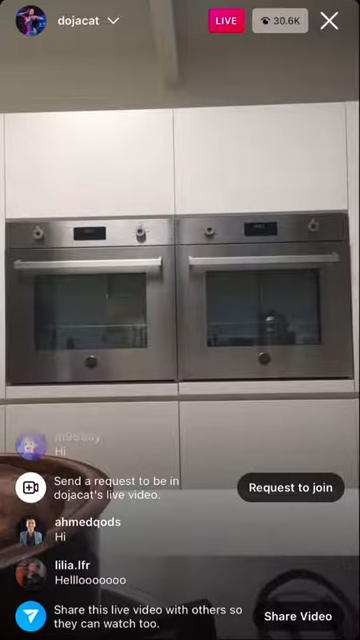 dojacat
LIVE
30.6K
Hi
Send a request to be in
dojacat's live video.
Request to join
ahmedqods
Hi
lilia.lfr
Hellloooooooo
Share this live video with others so
they can watch too.
Share Video